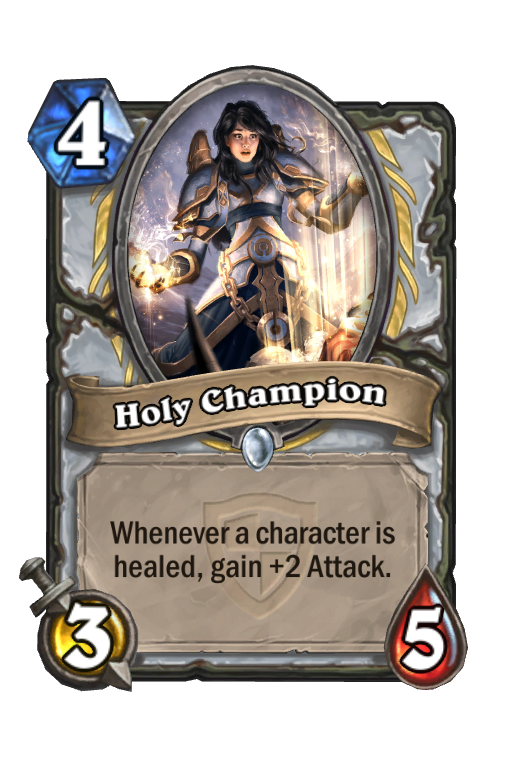 4
Holy Champion
Whenever a character is
healed, gain +2 Attack.
3
5